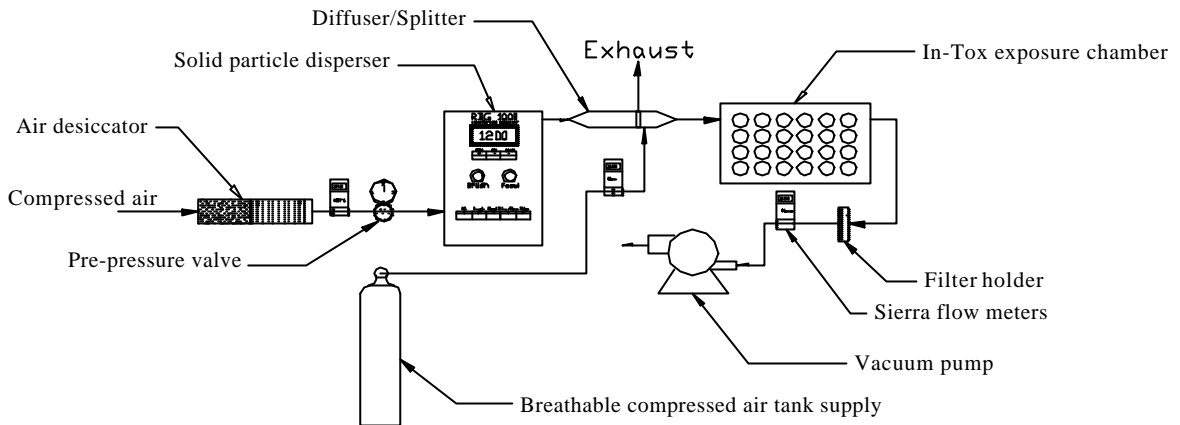 Diffuser/Splitter
Exhaust
Solid particle disperser
In-Tox exposure chamber
Air desiccator
1200
Compressed air
Pre-pressure valve
Filter holder
Sierra flow meters
Vacuum pump
Breathable compressed air tank supply